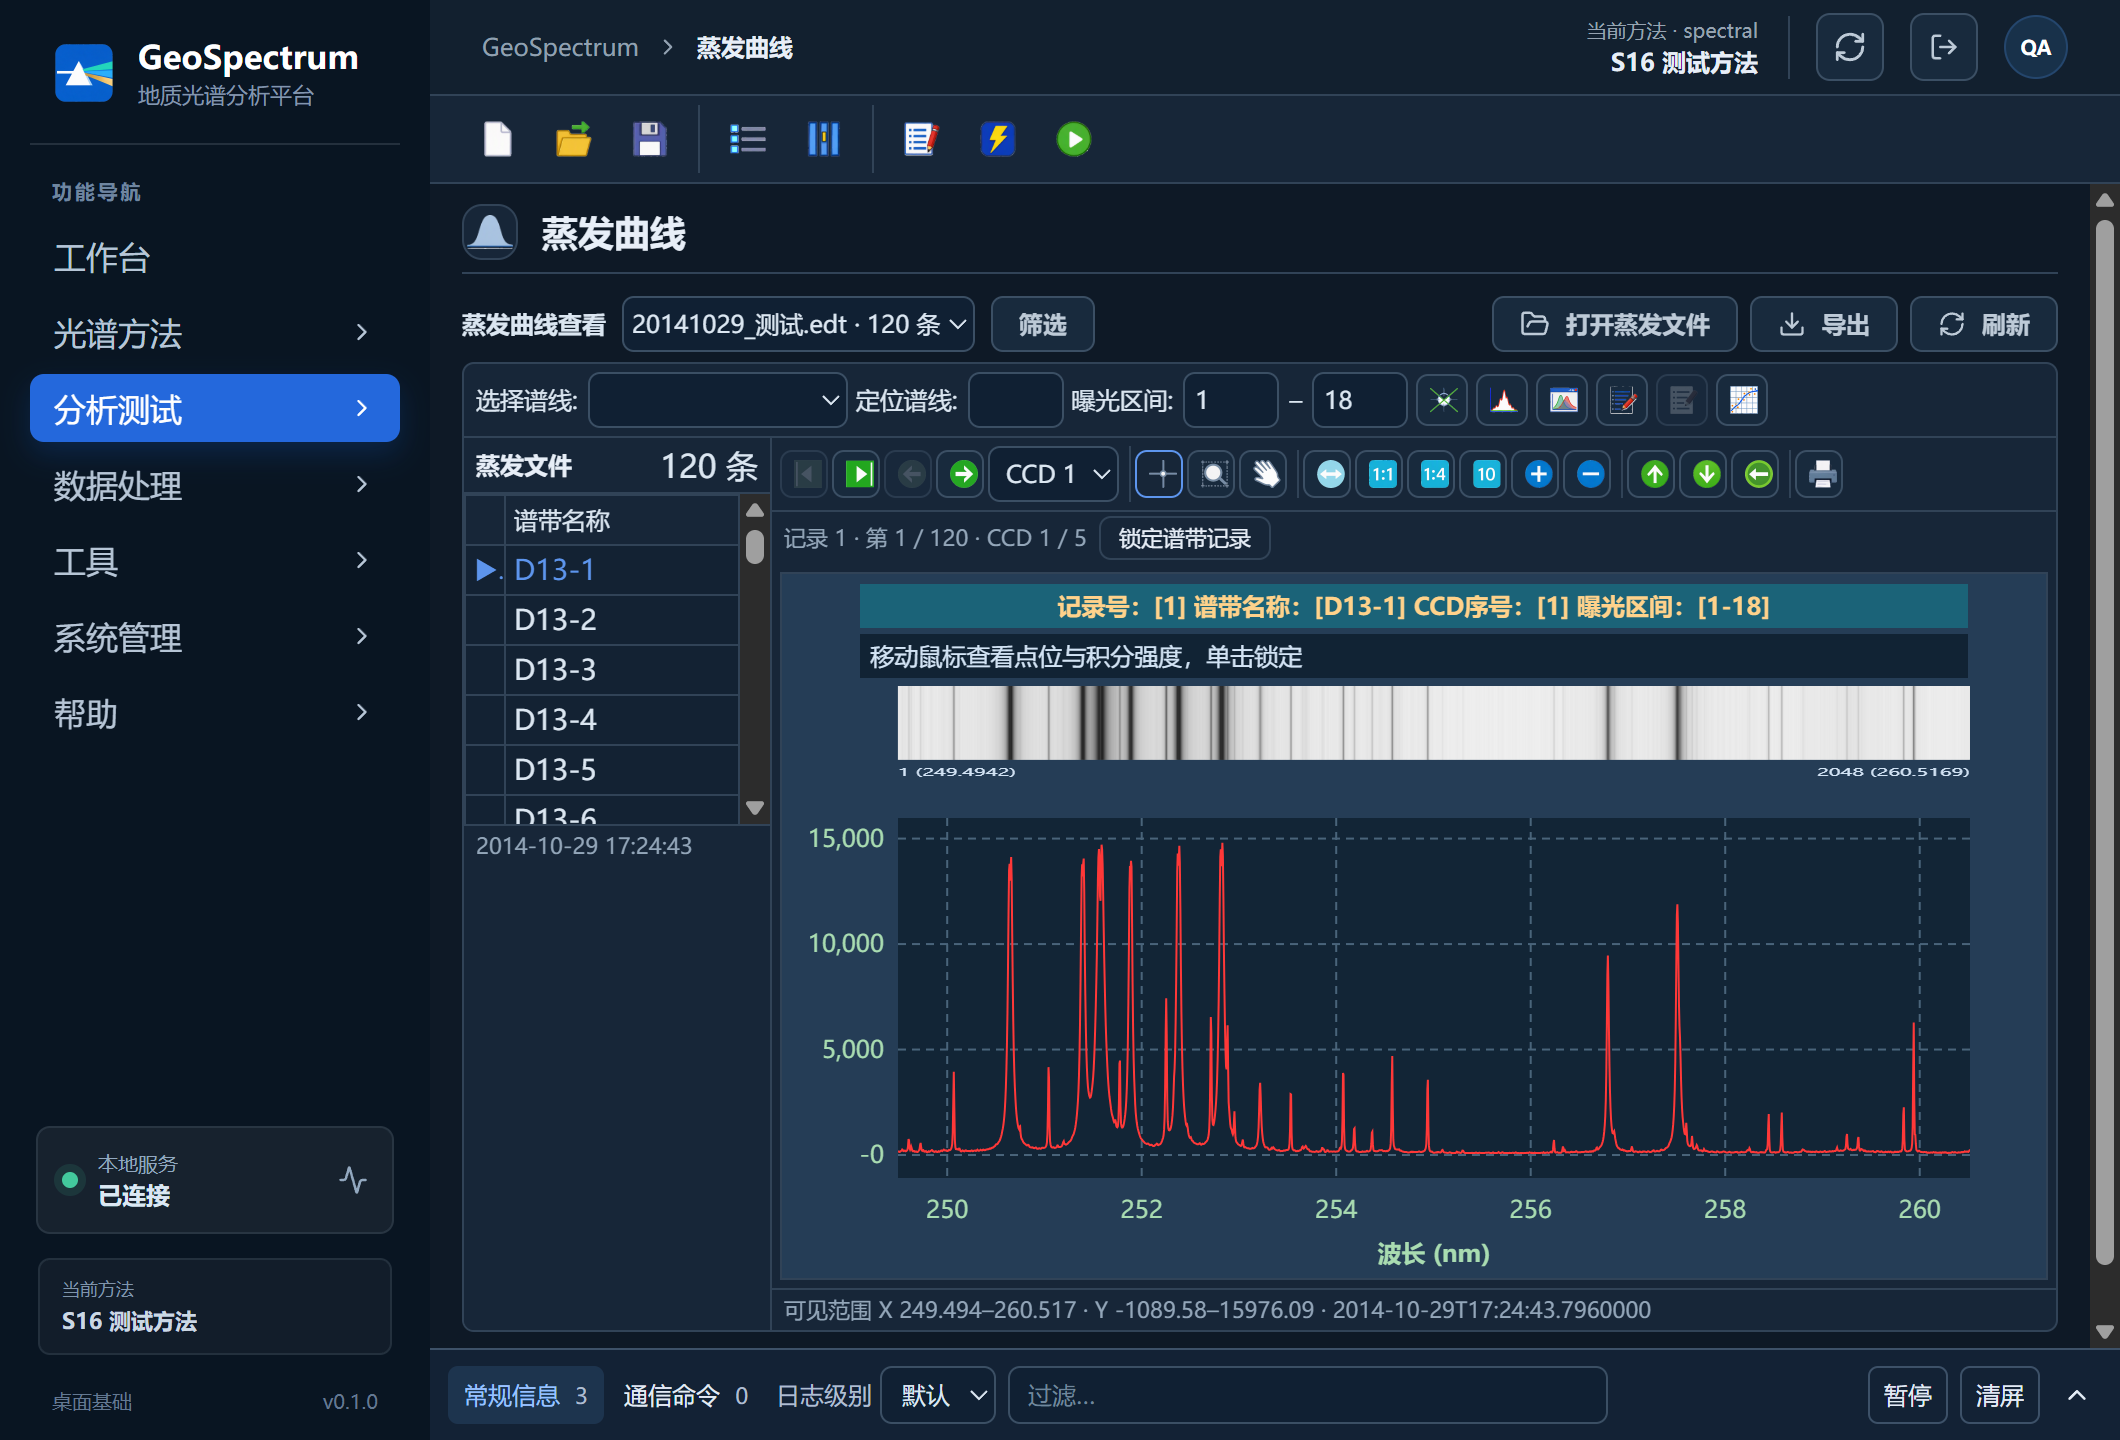 GeoSpectrum
地质光谱分析平台
功能导航
工作台
光谱方法
分析测试
数据处理
工具
系统管理
帮助
本地服务
已连接
当前方法
S16 测试方法
桌面基础 v0.1.0
GeoSpectrum 蒸发曲线
当前方法 · spectral
S16 测试方法
QA
蒸发曲线
蒸发曲线查看 20141029_测试.edt · 120 条 筛选 打开蒸发文件 导出 刷新
选择谱线: 定位谱线: 曝光区间: 1 – 18
蒸发文件 120 条
谱带名称
D13-1
D13-2
D13-3
D13-4
D13-5
D13-6
2014-10-29 17:24:43
CCD 1 1:1 1:4 10
记录 1 · 第 1 / 120 · CCD 1 / 5 锁定谱带记录
记录号：[1] 谱带名称：[D13-1] CCD序号：[1] 曝光区间：[1-18]
移动鼠标查看点位与积分强度，单击锁定
1 (249.4942) 2048 (260.5169)
15,000
10,000
5,000
-0
250 252 254 256 258 260
波长 (nm)
可见范围 X 249.494–260.517 · Y -1089.58–15976.09 · 2014-10-29T17:24:43.7960000
常规信息 3 通信命令 0 日志级别 默认 过滤... 暂停 清屏